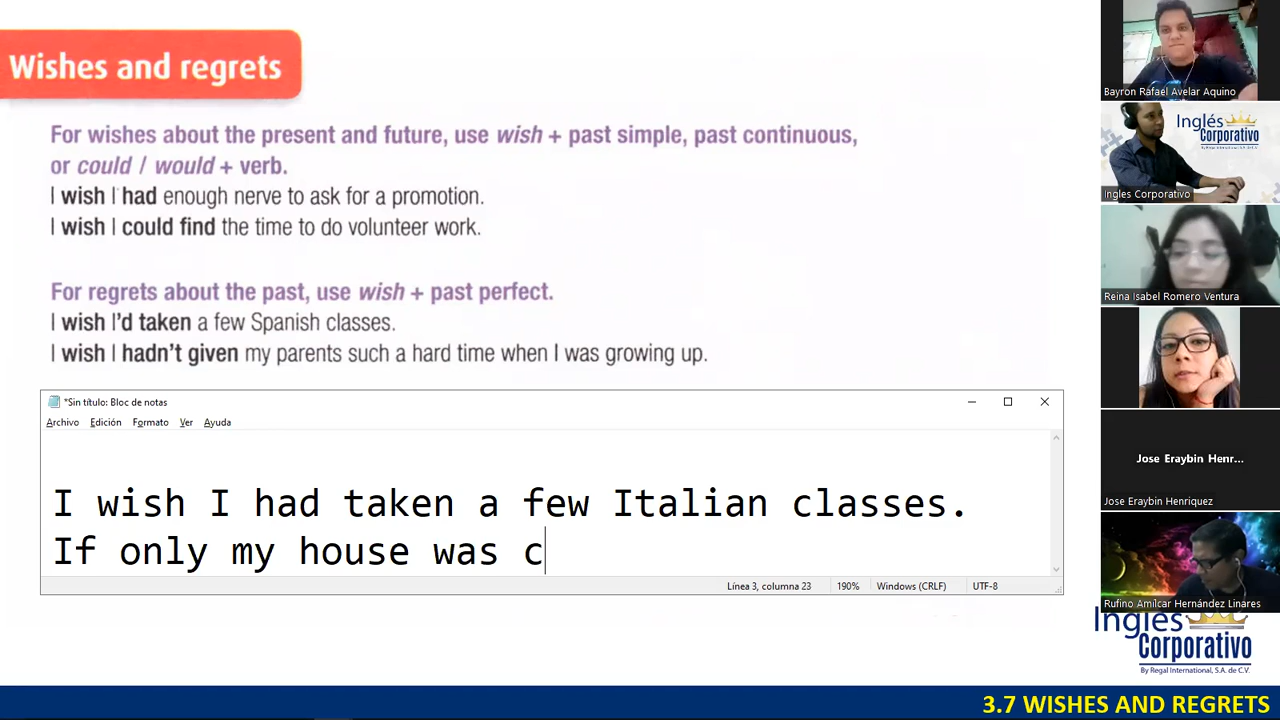 Wishes and regrets
For wishes about the present and future, use wish + past simple, past continuous,
or could / would + verb.
I wish I had enough nerve to ask for a promotion.
I wish I could find the time to do volunteer work.
For regrets about the past, use wish + past perfect.
I wish I'd taken a few Spanish classes.
I wish I hadn't given my parents such a hard time when I was growing up.
*Sin título: Bloc de notas
Archivo Edición Formato Ver Ayuda
I wish I had taken a few Italian classes.
If only my house was c
Línea 3, columna 23 190% Windows (CRLF) UTF-8
Bayron Rafael Avelar Aquino
Inglés
Corporativo
By Regal International, S.A. de C.V.
Ingles Corporativo
Reina Isabel Romero Ventura
Jose Eraybin Henr...
Jose Eraybin Henriquez
Rufino Amílcar Hernández Linares
Inglés
Corporativo
By Regal International, S.A. de C.V.
3.7 WISHES AND REGRETS